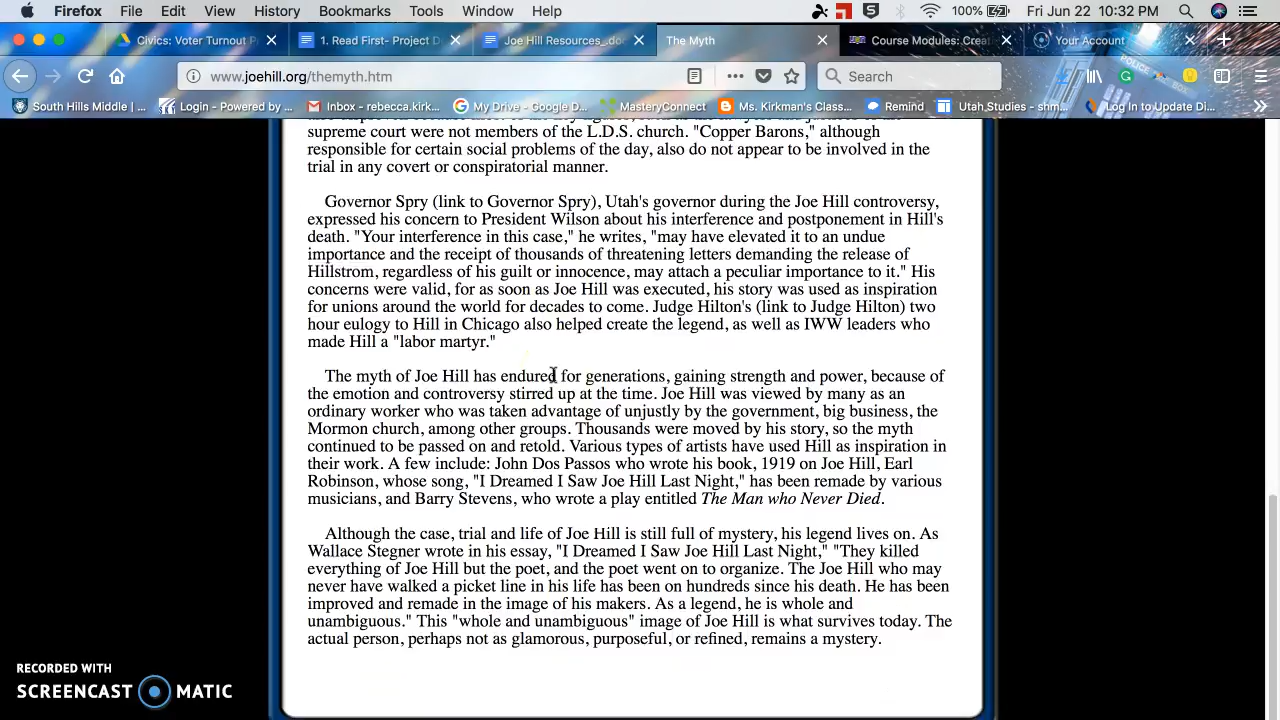 Firefox File Edit View History Bookmarks Tools Window Help 100% Fri Jun 22 10:32 PM
Civics: Voter Turnout P 1. Read First- Project D Joe Hill Resources_.doc The Myth Course Modules: Crea Your Account
www.joehill.org/themyth.htm Search
South Hills Middle |... Login - Powered by ... Inbox - rebecca.kirk... My Drive - Google D... MasteryConnect Ms. Kirkman's Class... Remind Utah Studies - shm... Log In to Update Di...
supreme court were not members of the L.D.S. church. "Copper Barons," although
responsible for certain social problems of the day, also do not appear to be involved in the
trial in any covert or conspiratorial manner.
Governor Spry (link to Governor Spry), Utah's governor during the Joe Hill controversy,
expressed his concern to President Wilson about his interference and postponement in Hill's
death. "Your interference in this case," he writes, "may have elevated it to an undue
importance and the receipt of thousands of threatening letters demanding the release of
Hillstrom, regardless of his guilt or innocence, may attach a peculiar importance to it." His
concerns were valid, for as soon as Joe Hill was executed, his story was used as inspiration
for unions around the world for decades to come. Judge Hilton's (link to Judge Hilton) two
hour eulogy to Hill in Chicago also helped create the legend, as well as IWW leaders who
made Hill a "labor martyr."
The myth of Joe Hill has endured for generations, gaining strength and power, because of
the emotion and controversy stirred up at the time. Joe Hill was viewed by many as an
ordinary worker who was taken advantage of unjustly by the government, big business, the
Mormon church, among other groups. Thousands were moved by his story, so the myth
continued to be passed on and retold. Various types of artists have used Hill as inspiration in
their work. A few include: John Dos Passos who wrote his book, 1919 on Joe Hill, Earl
Robinson, whose song, "I Dreamed I Saw Joe Hill Last Night," has been remade by various
musicians, and Barry Stevens, who wrote a play entitled The Man who Never Died.
Although the case, trial and life of Joe Hill is still full of mystery, his legend lives on. As
Wallace Stegner wrote in his essay, "I Dreamed I Saw Joe Hill Last Night," "They killed
everything of Joe Hill but the poet, and the poet went on to organize. The Joe Hill who may
never have walked a picket line in his life has been on hundreds since his death. He has been
improved and remade in the image of his makers. As a legend, he is whole and
unambiguous." This "whole and unambiguous" image of Joe Hill is what survives today. The
actual person, perhaps not as glamorous, purposeful, or refined, remains a mystery.
RECORDED WITH
SCREENCAST MATIC